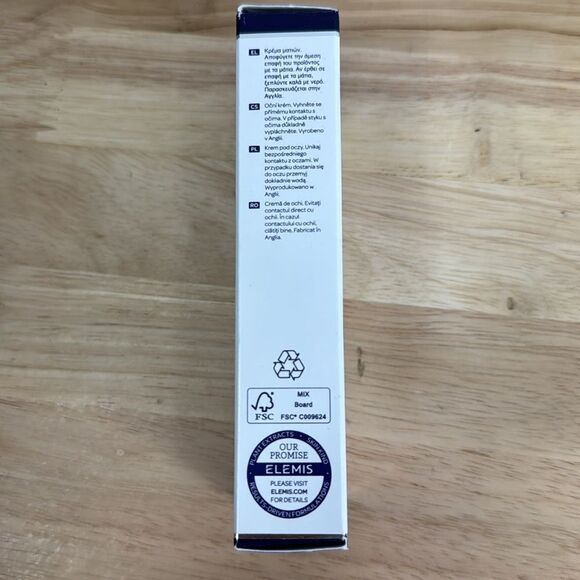 EL Κρέμα ματιών.
Αποφύγετε την άμεση
επαφή του προϊόντος
με τα μάτια. Αν έρθει σε
επαφή με τα μάτια,
ξεπλύντε καλά με νερό.
Παρασκευάζεται στην
Αγγλία.
CS Oční krém. Vyhněte se
přímému kontaktu s
očima. V případě styku s
očima důkladně
vypláchněte. Vyrobeno
v Anglii.
PL Krem pod oczy. Unikaj
bezpośredniego
kontaktu z oczami. W
przypadku dostania się
do oczu przemyj
dokładnie wodą.
Wyprodukowano w
Anglii.
RO Cremă de ochi, Evitați
contactul direct cu
ochii. În cazul
contactului cu ochii,
clătiți bine, Fabricat în
Anglia.
FSC
MIX
Board
FSC® C009624
PLANT EXTRACTS • SKIN KIND •
OUR
PROMISE
ELEMIS
PLEASE VISIT
ELEMIS.COM
FOR DETAILS
RESULTS-DRIVEN FORMULATIONS